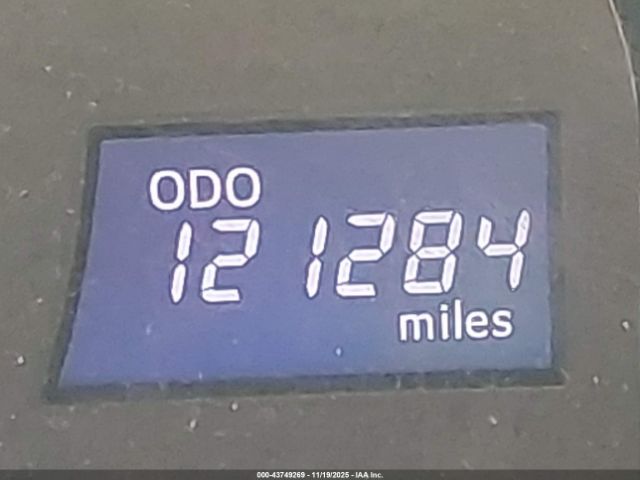 ODO
121284
miles
000-43749269 - 11/19/2025 - IAA Inc.